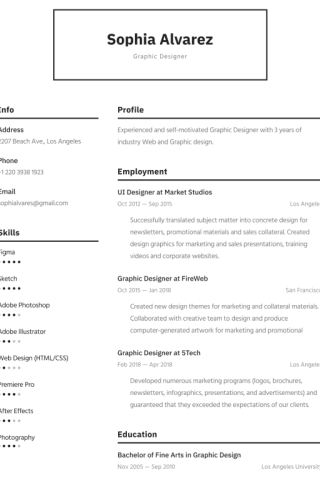 Sophia Alvarez
Graphic Designer
Info
Address
2207 Beach Ave., Los Angeles
Phone
+1 220 3938 1923
Email
sophialvares@gmail.com
Skills
Figma
Sketch
Adobe Photoshop
Adobe Illustrator
Web Design (HTML/CSS)
Premiere Pro
After Effects
Photography
Profile
Experienced and self-motivated Graphic Designer with 3 years of
industry Web and Graphic design.
Employment
UI Designer at Market Studios
Oct 2012 — Sep 2015 Los Angele
Successfully translated subject matter into concrete design for
newsletters, promotional materials and sales collateral. Created
design graphics for marketing and sales presentations, training
videos and corporate websites.
Graphic Designer at FireWeb
Oct 2015 — Jan 2018 San Francisc
Created new design themes for marketing and collateral materials.
Collaborated with creative team to design and produce
computer-generated artwork for marketing and promotional
Graphic Designer at STech
Feb 2018 — Apr 2018 Los Angele
Developed numerous marketing programs (logos, brochures,
newsletters, infographics, presentations, and advertisements) and
guaranteed that they exceeded the expectations of our clients.
Education
Bachelor of Fine Arts in Graphic Design
Nov 2005 — Sep 2010 Los Angeles Universit